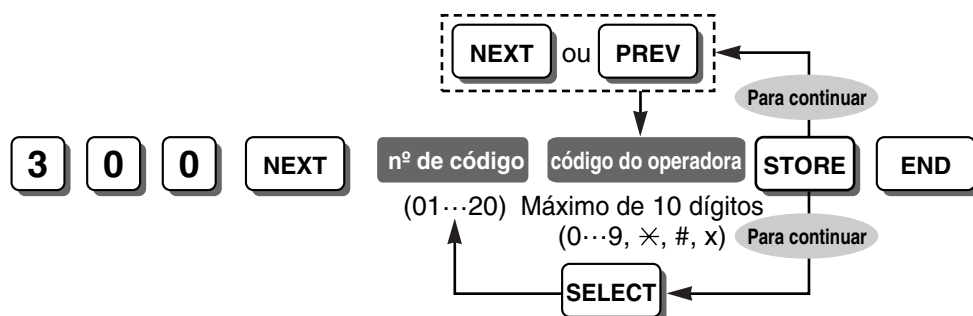 NEXT ou PREV
Para continuar
3 0 0 NEXT nº de código código do operadora STORE END
(01···20) Máximo de 10 dígitos
(0···9, ✳, #, x) Para continuar
SELECT